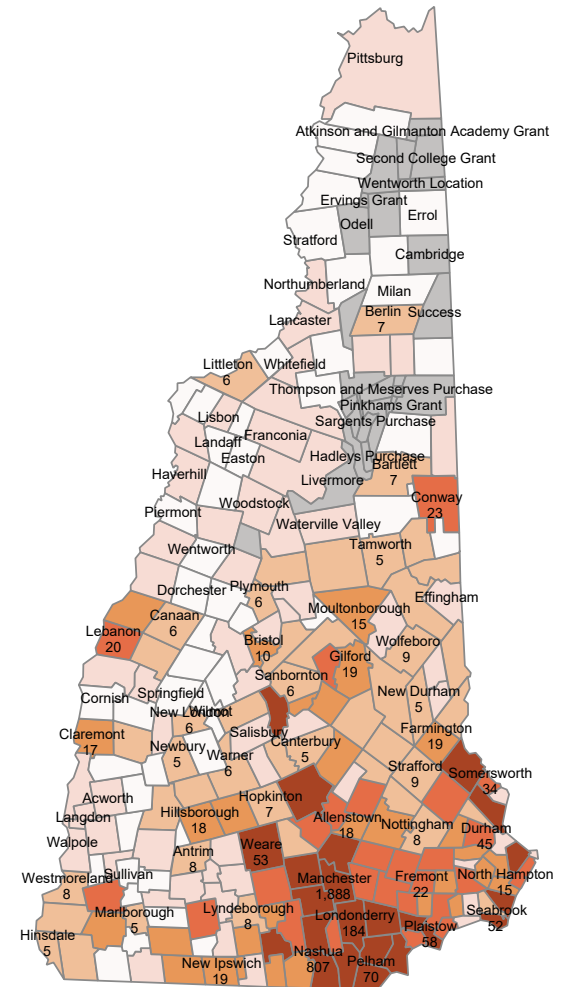 Pittsburg
Atkinson and Gilmanton Academy Grant
Second College Grant
Wentworth Location
Ervings Grant
Errol
Odell
Stratford
Cambridge
Northumberland
Milan
Berlin
7
Success
Lancaster
Littleton
6
Whitefield
Thompson and Meserves Purchase
Pinkhams Grant
Lisbon
Sargents Purchase
Landaff
Franconia
Easton
Hadleys Purchase
Bartlett
7
Haverhill
Livermore
Conway
23
Woodstock
Piermont
Waterville Valley
Wentworth
Tamworth
5
Dorchester
Plymouth
6
Effingham
Moultonborough
15
Canaan
6
Lebanon
20
Bristol
10
Wolfeboro
9
Gilford
19
Sanbornton
6
Cornish
Springfield
New Durham
5
New London
6
Wilmot
Claremont
17
Salisbury
Farmington
19
Newbury
5
Canterbury
5
Warner
6
Strafford
9
Somersworth
34
Acworth
Hopkinton
7
Langdon
Hillsborough
18
Allenstown
18
Nottingham
8
Durham
45
Walpole
Antrim
8
Weare
53
Westmoreland
8
Sullivan
Manchester
1,888
Fremont
22
North Hampton
15
Marlborough
5
Lyndeborough
8
Londonderry
184
Seabrook
52
Plaistow
58
Hinsdale
5
Nashua
807
New Ipswich
19
Pelham
70